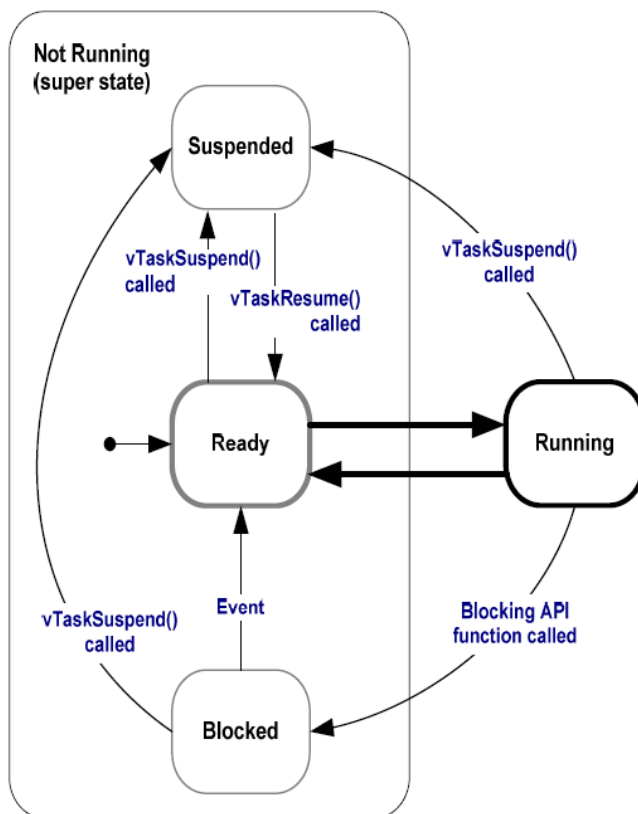 Not Running
(super state)
Suspended
vTaskSuspend()
called
vTaskResume()
called
vTaskSuspend()
called
Ready
Running
Event
vTaskSuspend()
called
Blocking API
function called
Blocked